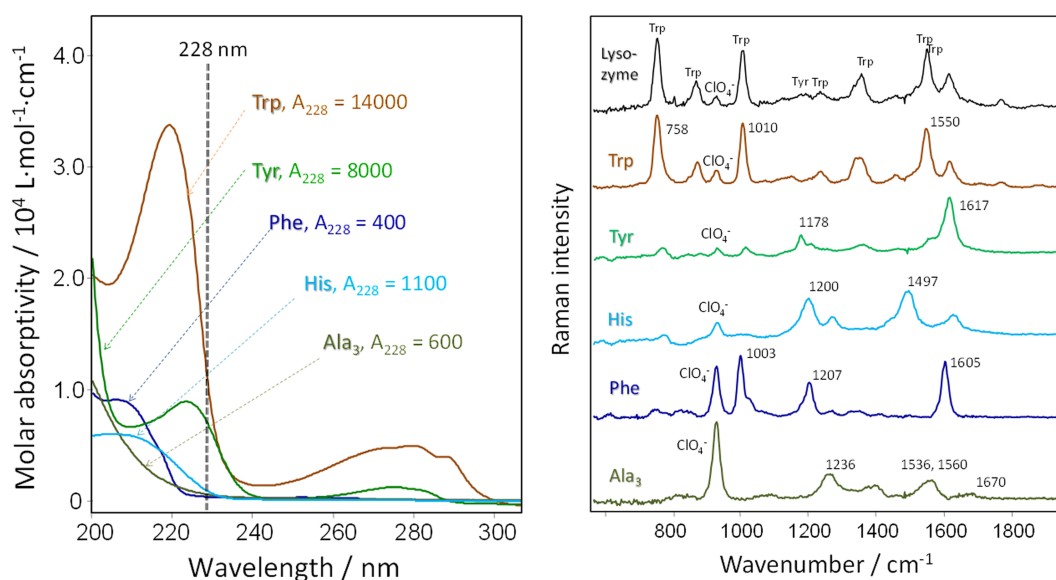 228 nm
4.0
3.0
2.0
1.0
0
200
220
240
260
280
300
Molar absorptivity / 10⁴ L·mol⁻¹·cm⁻¹
Wavelength / nm
Trp, A₂₂₈ = 14000
Tyr, A₂₂₈ = 8000
Phe, A₂₂₈ = 400
His, A₂₂₈ = 1100
Ala₃, A₂₂₈ = 600
Raman intensity
Lyso-
zyme
Trp
Trp
ClO₄⁻
Trp
Tyr
Trp
Trp
Trp
Trp
Trp
758
ClO₄⁻
1010
1550
Tyr
ClO₄⁻
1178
1617
His
ClO₄⁻
1200
1497
Phe
ClO₄⁻
1003
1207
1605
Ala₃
ClO₄⁻
1236
1536, 1560
1670
800
1000
1200
1400
1600
1800
Wavenumber / cm⁻¹